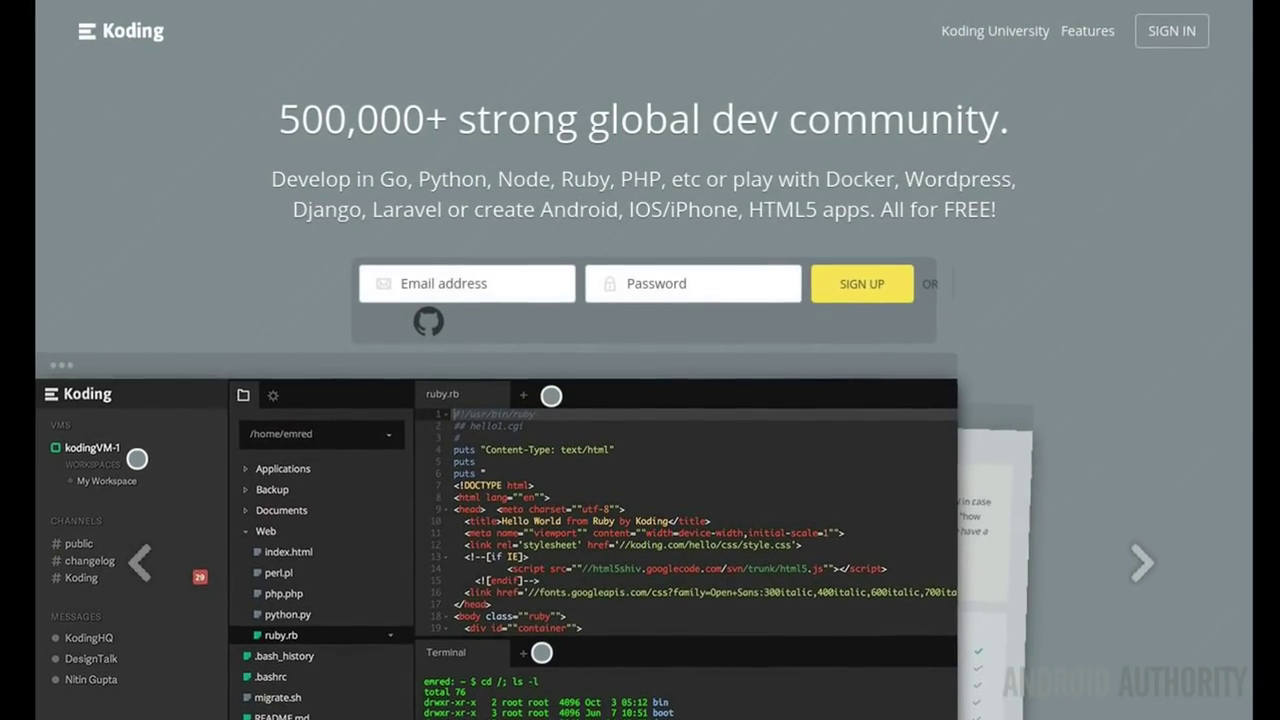 Koding
Koding University
Features
SIGN IN
500,000+ strong global dev community.
Develop in Go, Python, Node, Ruby, PHP, etc or play with Docker, Wordpress,
Django, Laravel or create Android, IOS/iPhone, HTML5 apps. All for FREE!
Email address
Password
SIGN UP
OR
Koding
VMS
kodingVM-1
WORKSPACES
My Workspace
CHANNELS
# public
# changelog
# Koding
29
MESSAGES
KodingHQ
DesignTalk
Nitin Gupta
/home/emred
Applications
Backup
Documents
Web
index.html
perl.pl
php.php
python.py
ruby.rb
.bash_history
.bashrc
migrate.sh
README.md
ruby.rb
+
1 #!/usr/bin/ruby
2 ## hello1.cgi
3 #
4 puts "Content-Type: text/html"
5 puts
6 puts "
7 <!DOCTYPE html>
8 <html lang=""en"">
9 <head> <meta charset=""utf-8"">
10 <title>Hello World from Ruby by Koding</title>
11 <meta name=""viewport"" content=""width=device-width,initial-scale=1"">
12 <link rel='stylesheet' href='//koding.com/hello/css/style.css'>
13 <!--[if IE]>
14 <script src=""//html5shiv.googlecode.com/svn/trunk/html5.js""></script>
15 <![endif]-->
16 <link href='//fonts.googleapis.com/css?family=Open+Sans:300italic,400italic,600italic,700ita
17 </head>
18 <body class=""ruby"">
19 <div id=""container"">
Terminal
+
emred: ~ $ cd /; ls -l
total 76
drwxr-xr-x 2 root root 4096 Oct 3 05:12 bin
drwxr-xr-x 3 root root 4096 Jun 7 10:51 boot
in case
"how
have a
ANDROID AUTHORITY